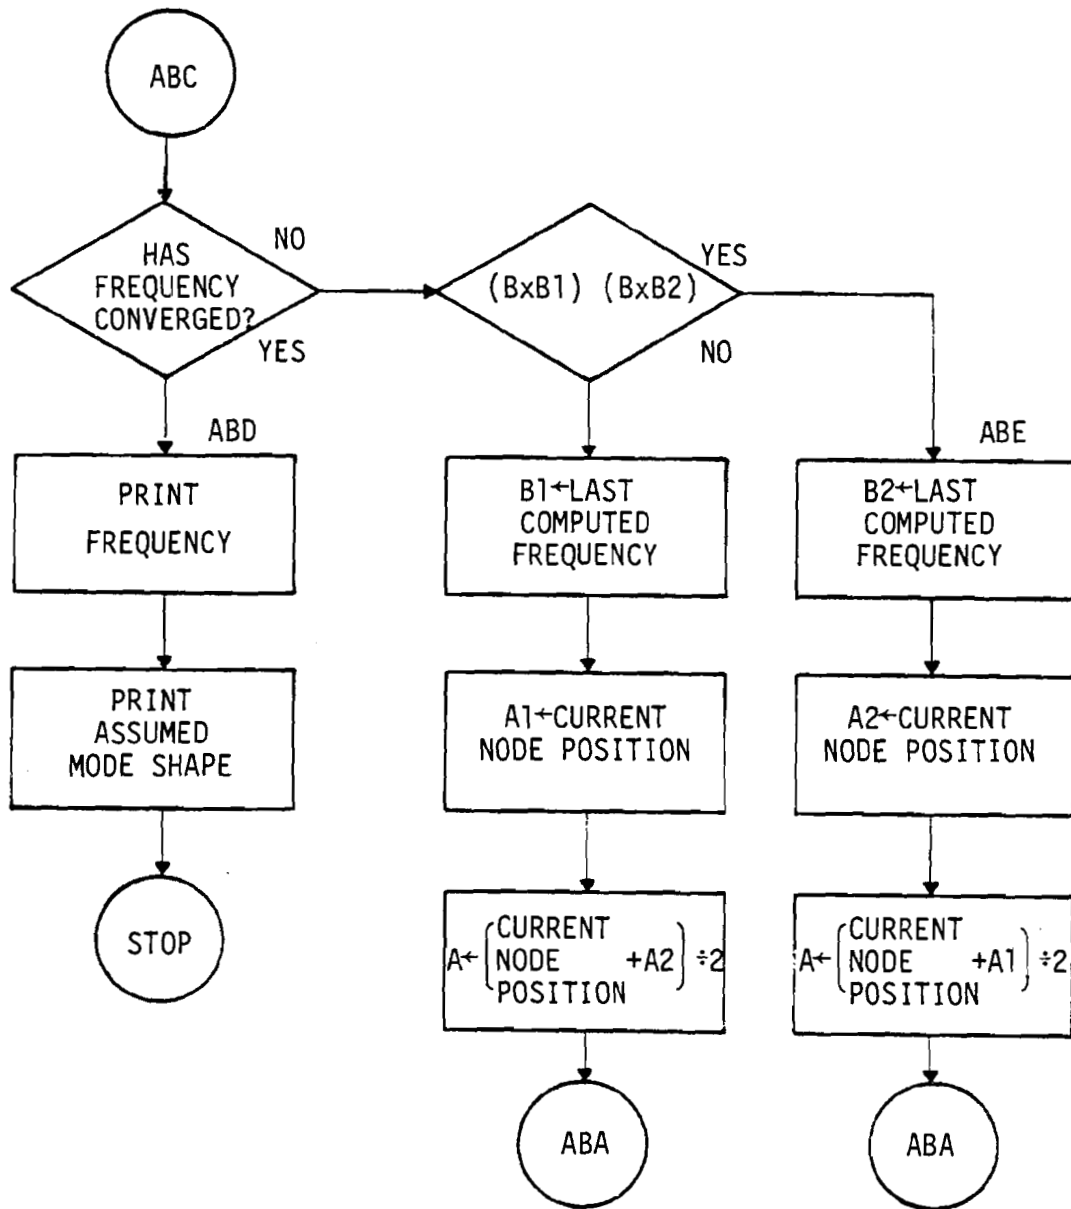 ABC
HAS
FREQUENCY
CONVERGED?
NO
YES
(BxB1) (BxB2)
YES
NO
ABD
PRINT
FREQUENCY
PRINT
ASSUMED
MODE SHAPE
STOP
B1←LAST
COMPUTED
FREQUENCY
A1←CURRENT
NODE POSITION
CURRENT
A← NODE +A2 ÷2
POSITION
ABA
ABE
B2←LAST
COMPUTED
FREQUENCY
A2←CURRENT
NODE POSITION
CURRENT
A← NODE +A1 ÷2
POSITION
ABA